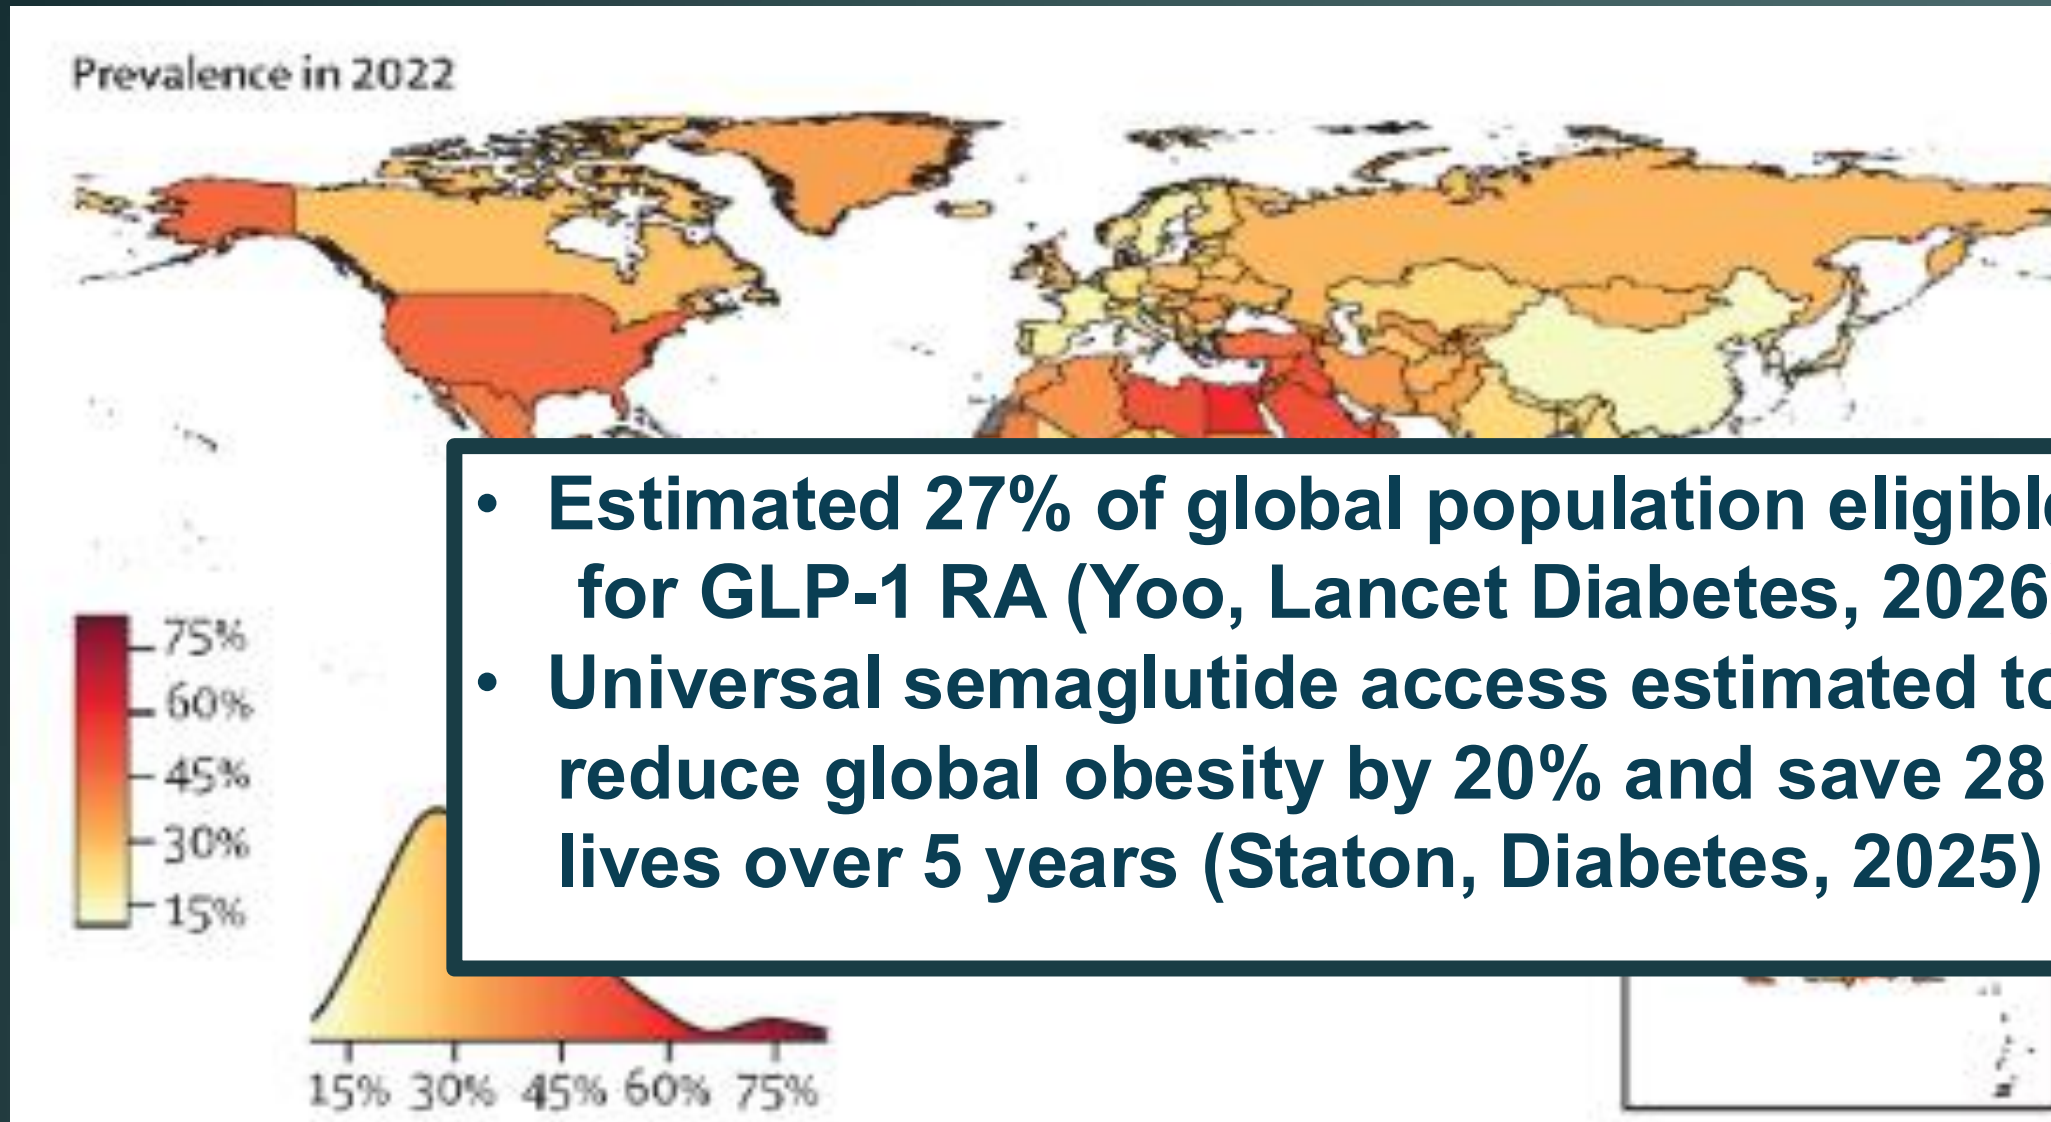 Prevalence in 2022
• Estimated 27% of global population eligible
for GLP-1 RA (Yoo, Lancet Diabetes, 2026
• Universal semaglutide access estimated to
reduce global obesity by 20% and save 28
lives over 5 years (Staton, Diabetes, 2025)
75%
60%
45%
30%
15%
15% 30% 45% 60% 75%